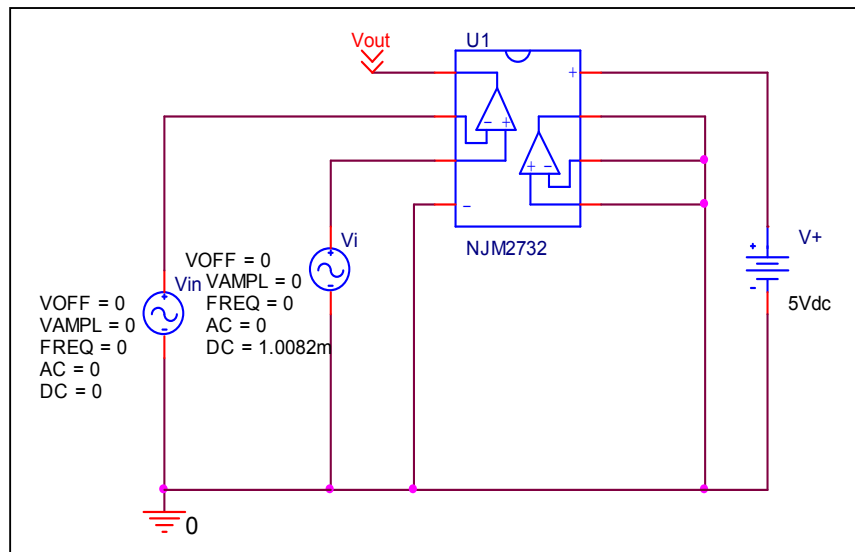 Vout
U1
+
- +
+ -
-
NJM2732
Vi
+
-
VOFF = 0
VAMPL = 0
FREQ = 0
AC = 0
DC = 1.0082m
Vin
+
-
VOFF = 0
VAMPL = 0
FREQ = 0
AC = 0
DC = 0
V+
+
-
5Vdc
0